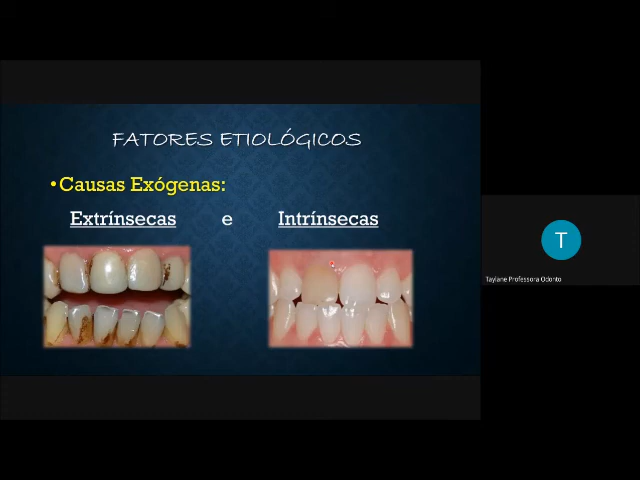 FATORES ETIOLÓGICOS
•Causas Exógenas:
Extrínsecas e Intrínsecas
T
Taylane Professora Odonto